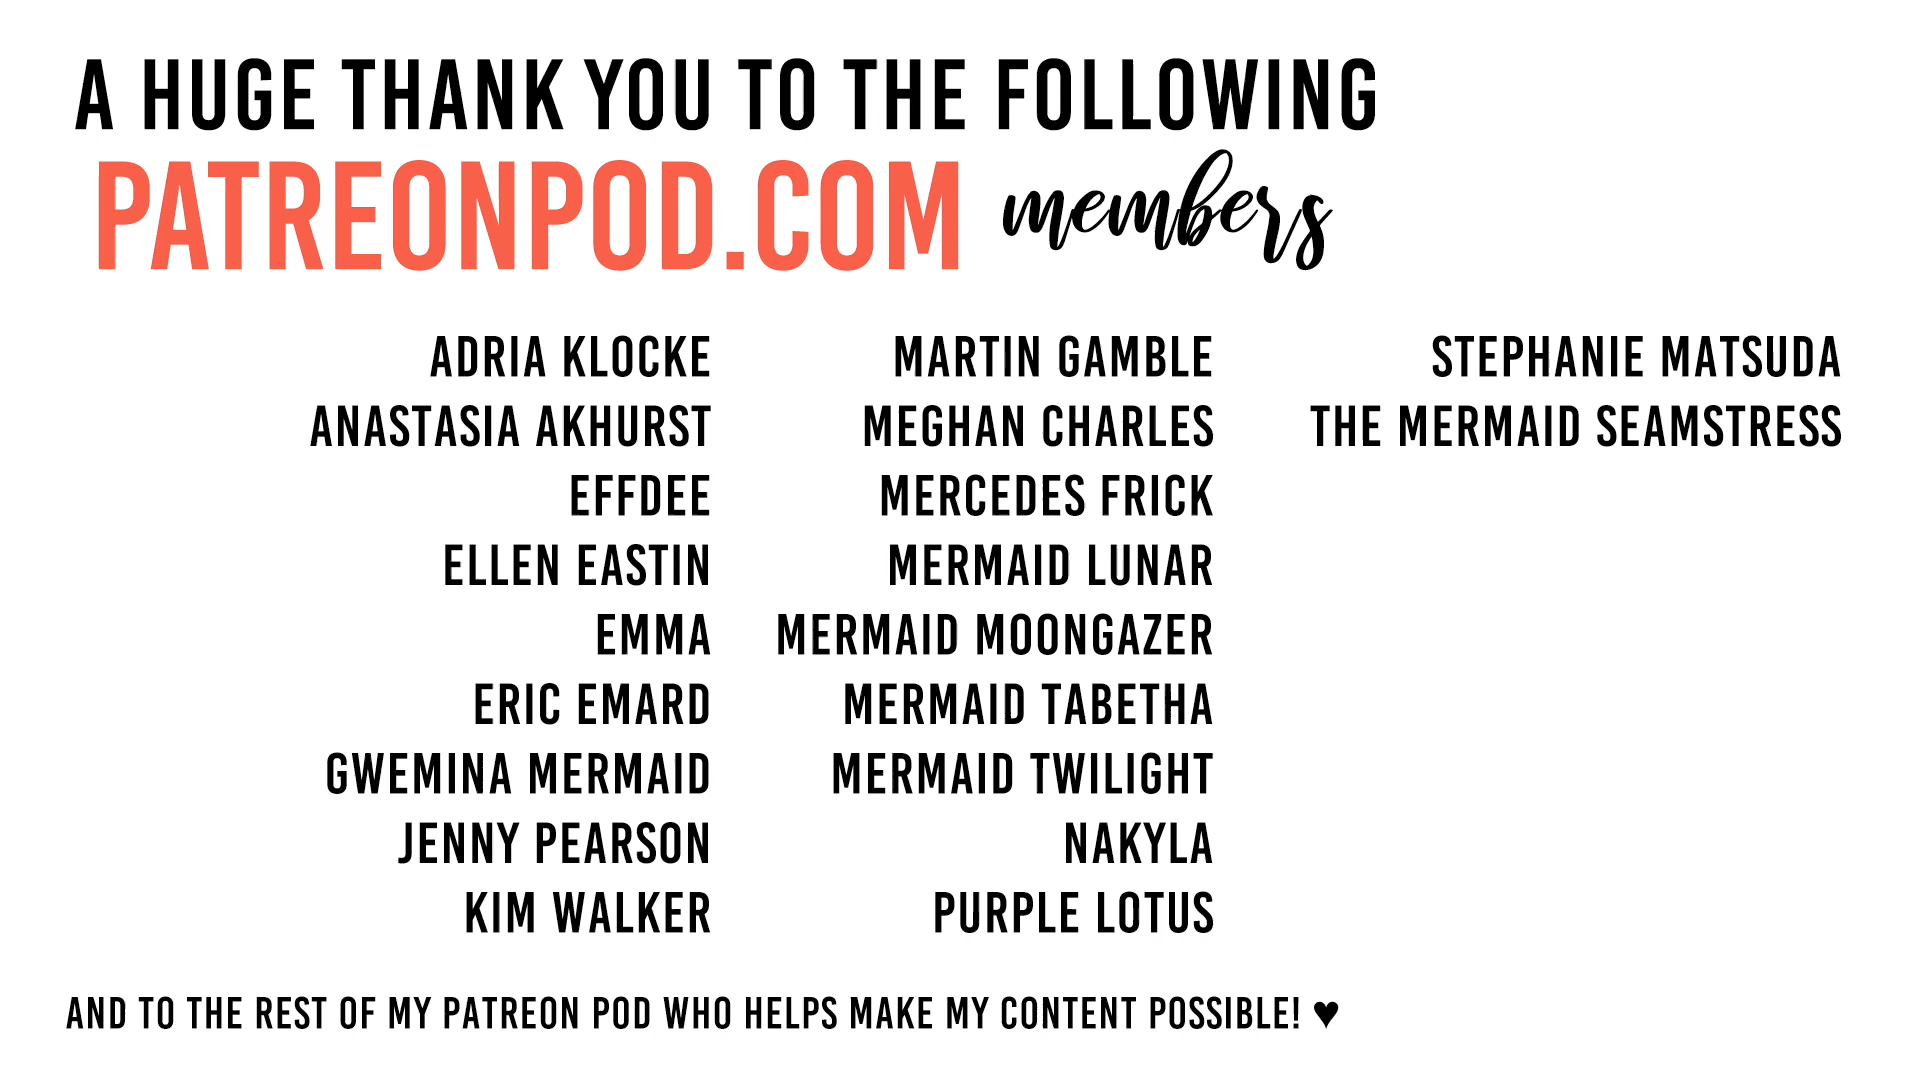 A HUGE THANK YOU TO THE FOLLOWING
PATREONPOD.COM members
ADRIA KLOCKE
ANASTASIA AKHURST
EFFDEE
ELLEN EASTIN
EMMA
ERIC EMARD
GWEMINA MERMAID
JENNY PEARSON
KIM WALKER
MARTIN GAMBLE
MEGHAN CHARLES
MERCEDES FRICK
MERMAID LUNAR
MERMAID MOONGAZER
MERMAID TABETHA
MERMAID TWILIGHT
NAKYLA
PURPLE LOTUS
STEPHANIE MATSUDA
THE MERMAID SEAMSTRESS
AND TO THE REST OF MY PATREON POD WHO HELPS MAKE MY CONTENT POSSIBLE! ♥